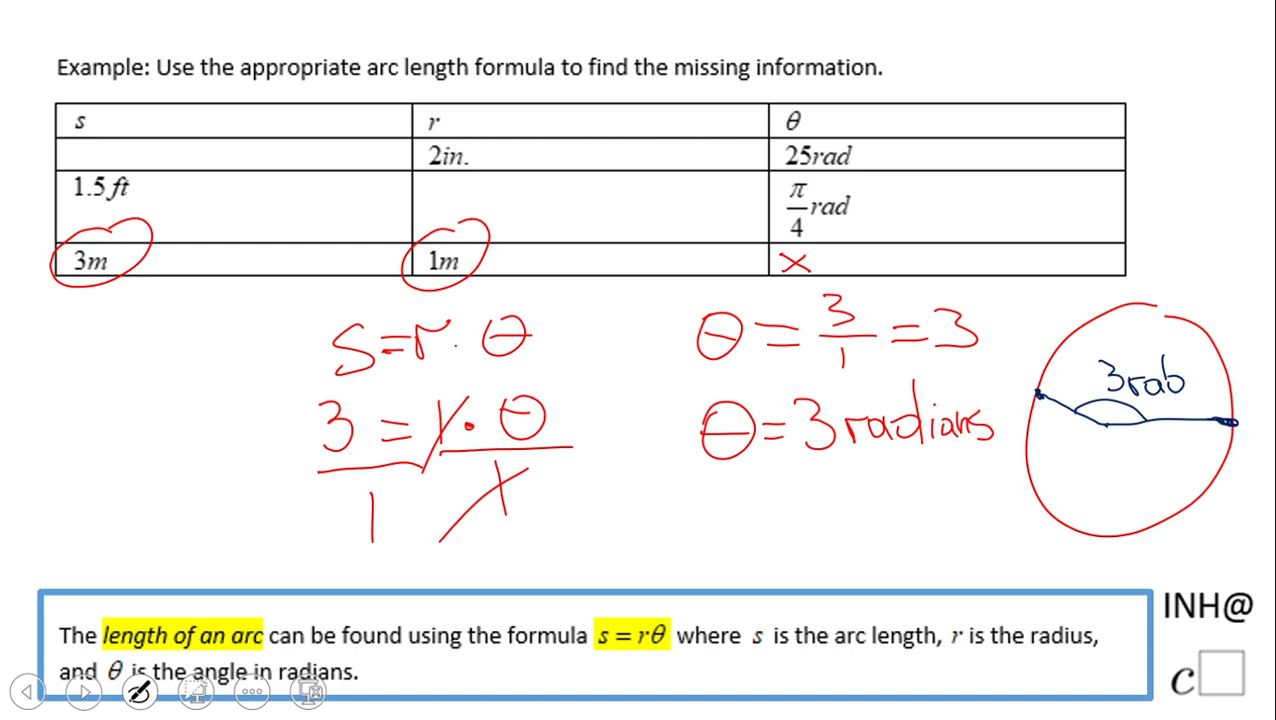 Example: Use the appropriate arc length formula to find the missing information.
s r θ
2in. 25rad
1.5ft π/4 rad
3m 1m x
s=r·θ
3 = 1·θ
1 1
θ = 3/1 = 3
θ = 3radians
3rad
The length of an arc can be found using the formula s = rθ where s is the arc length, r is the radius,
and θ is the angle in radians.
INH@
c